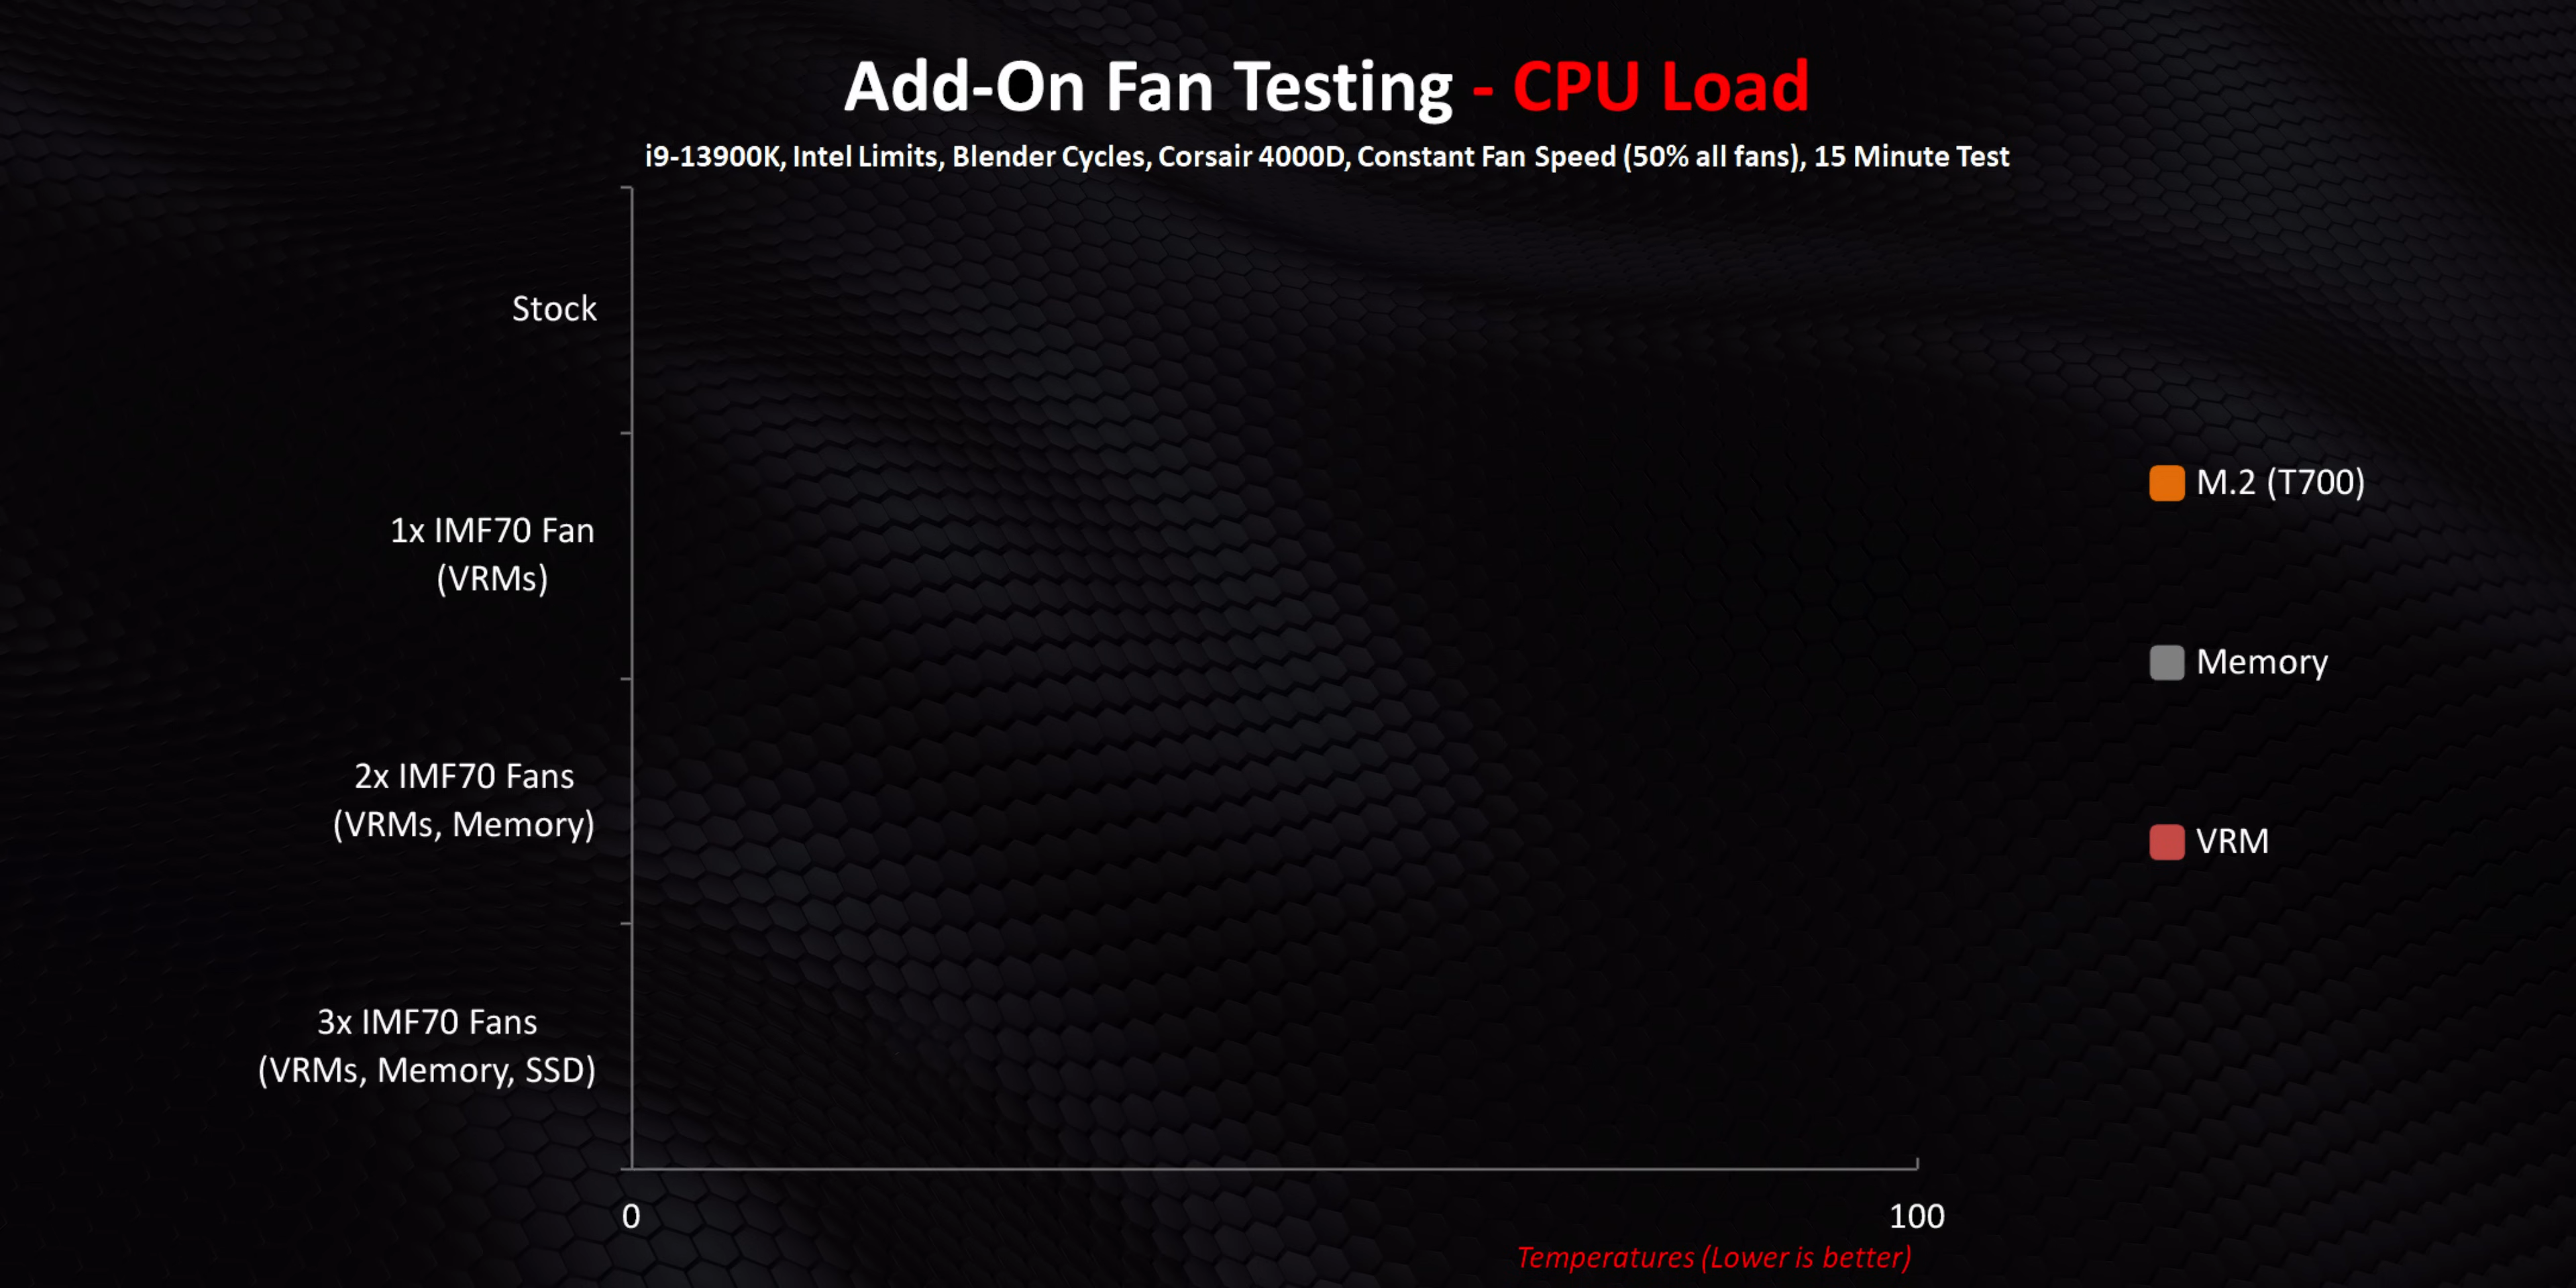 Add-On Fan Testing - CPU Load
i9-13900K, Intel Limits, Blender Cycles, Corsair 4000D, Constant Fan Speed (50% all fans), 15 Minute Test
Stock
1x IMF70 Fan
(VRMs)
2x IMF70 Fans
(VRMs, Memory)
3x IMF70 Fans
(VRMs, Memory, SSD)
M.2 (T700)
Memory
VRM
0
100
Temperatures (Lower is better)